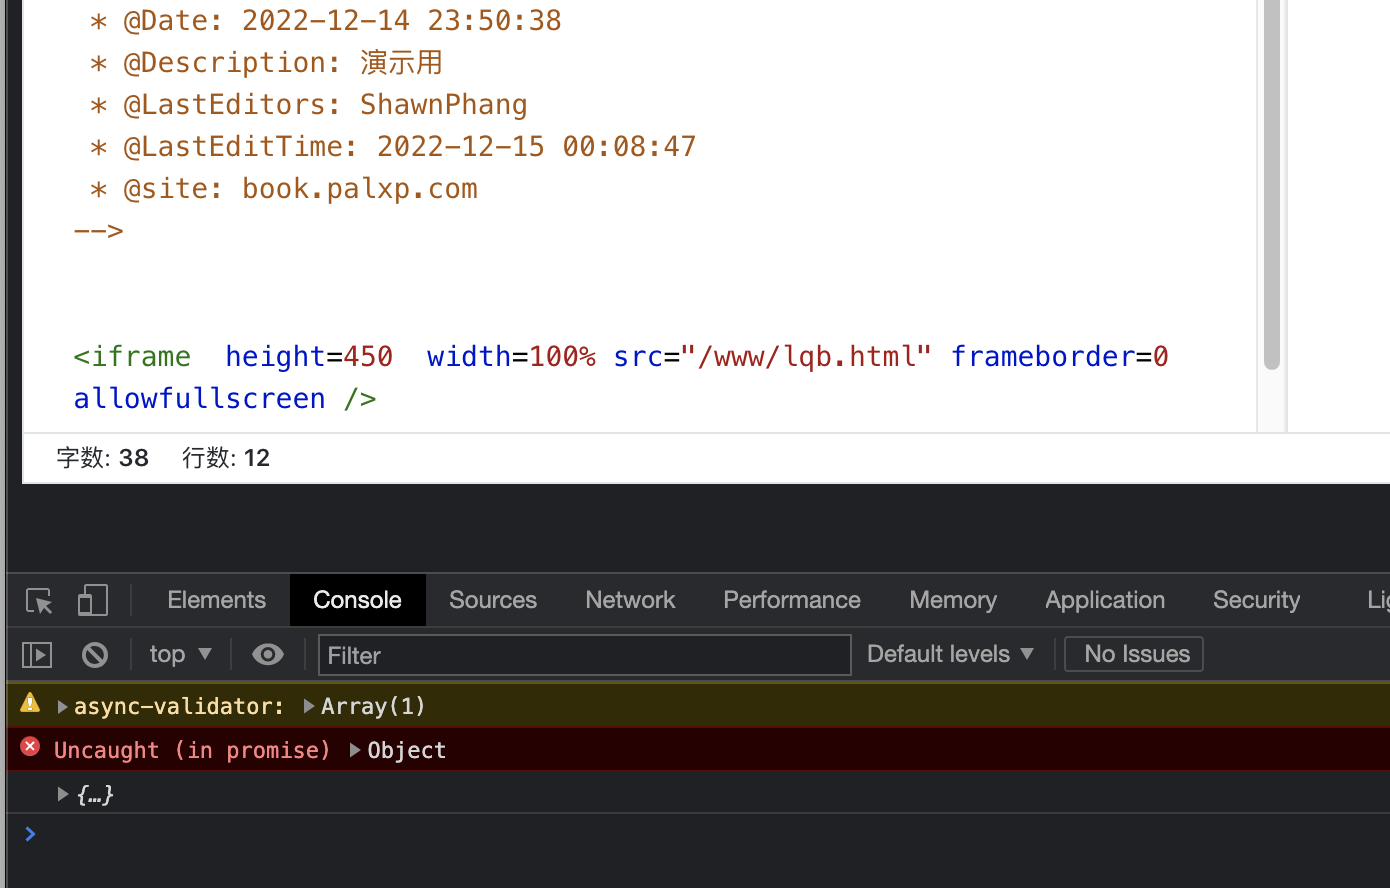 * @Date: 2022-12-14 23:50:38
* @Description: 演示用
* @LastEditors: ShawnPhang
* @LastEditTime: 2022-12-15 00:08:47
* @site: book.palxp.com
-->
<iframe  height=450  width=100% src="/www/lqb.html" frameborder=0
allowfullscreen />
字数: 38 行数: 12
Elements Console Sources Network Performance Memory Application Security
top Filter Default levels No Issues
async-validator: Array(1)
Uncaught (in promise) Object
{…}